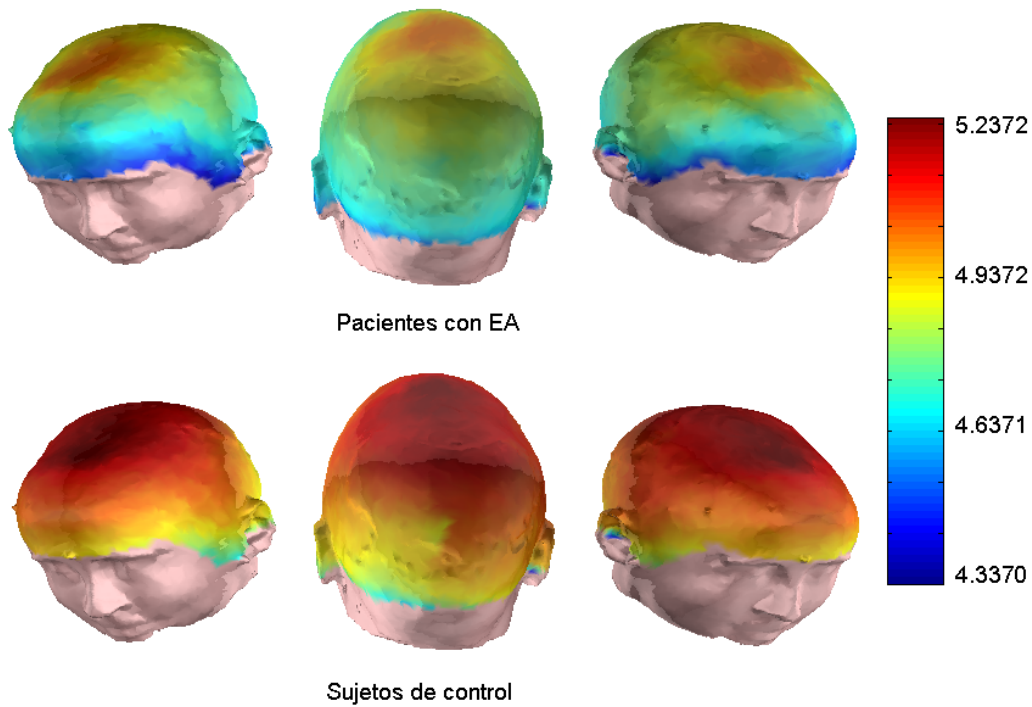 5.2372
4.9372
4.6371
4.3370
Pacientes con EA
Sujetos de control